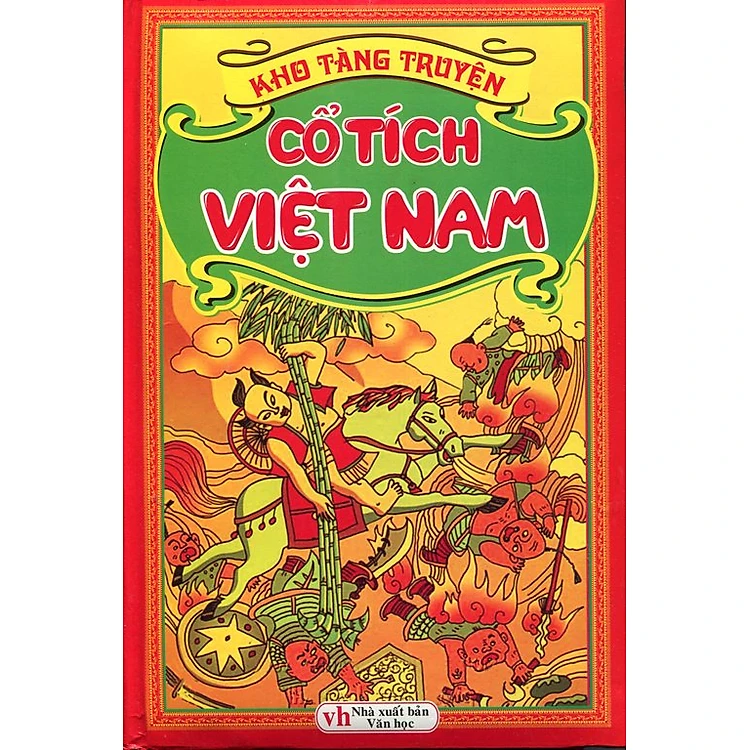 KHO TÀNG TRUYỆN
CỔ TÍCH
VIỆT NAM
vh Nhà xuất bản
Văn học